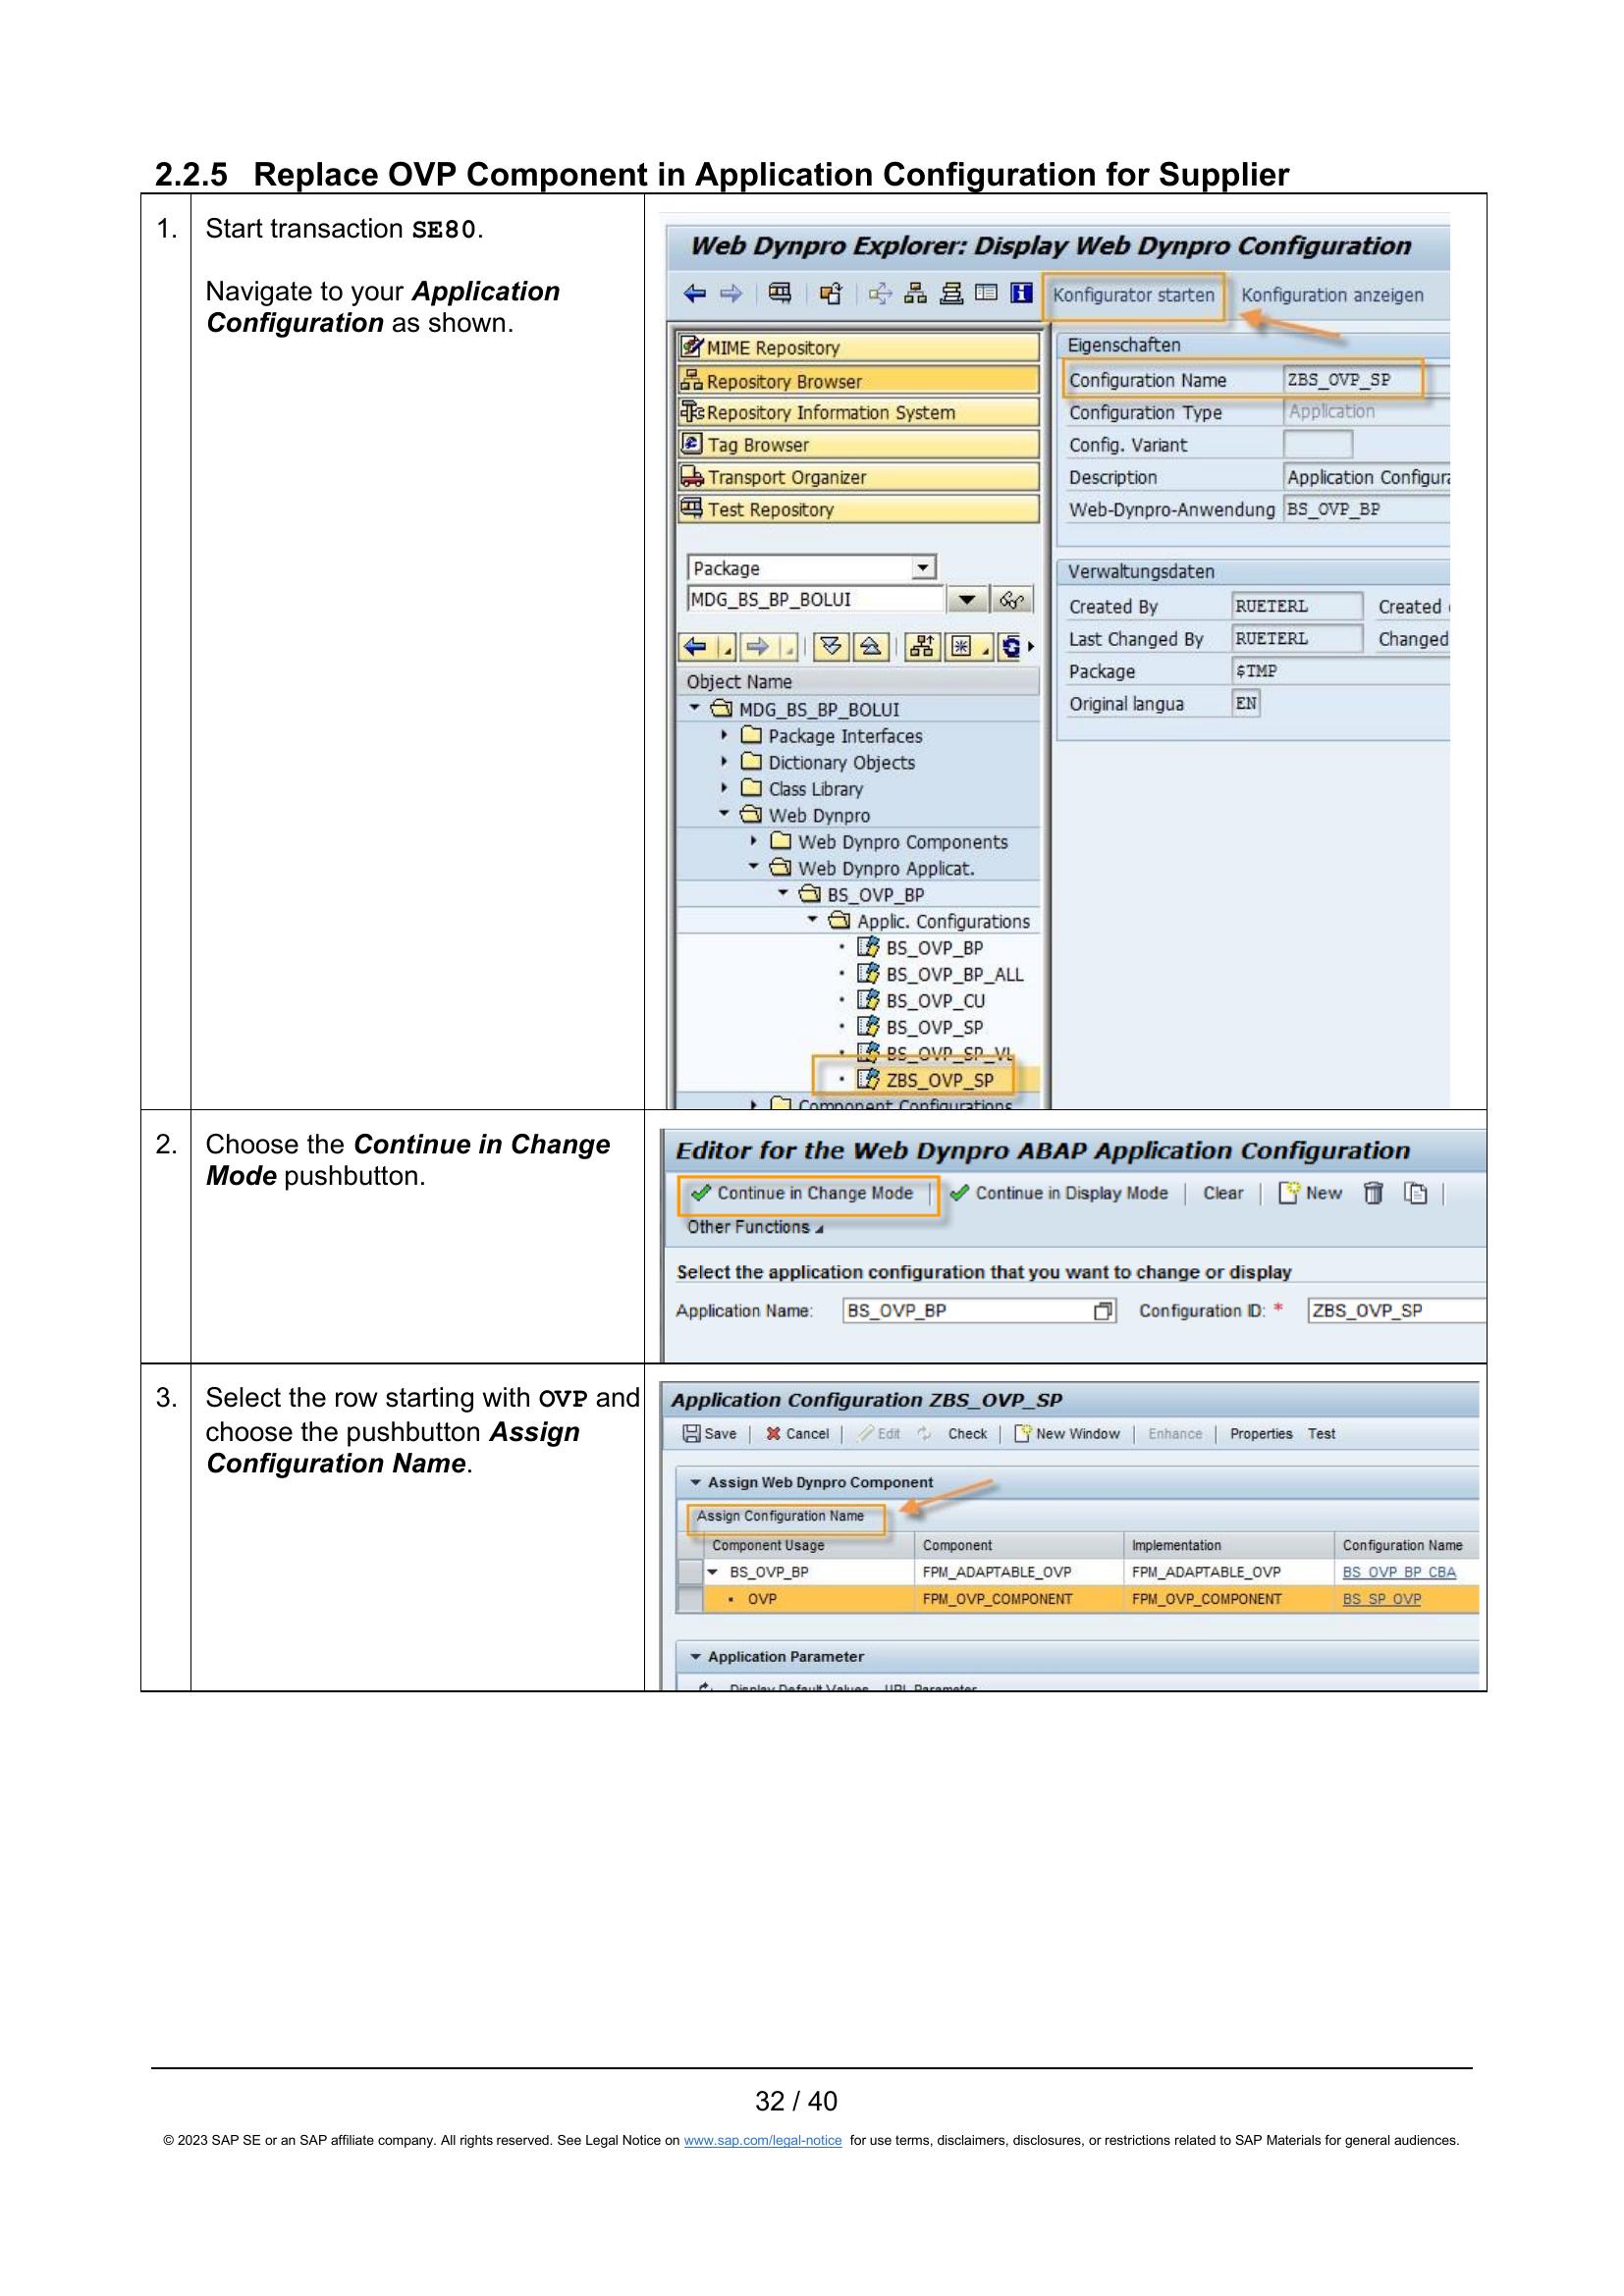 2.2.5 Replace OVP Component in Application Configuration for Supplier
1.
Start transaction SE80.
Navigate to your Application
Configuration as shown.
Web Dynpro Explorer: Display Web Dynpro Configuration
Konfigurator starten Konfiguration anzeigen
MIME Repository
Repository Browser
Repository Information System
Tag Browser
Transport Organizer
Test Repository
Package
MDG_BS_BP_BOLUI
Object Name
MDG_BS_BP_BOLUI
Package Interfaces
Dictionary Objects
Class Library
Web Dynpro
Web Dynpro Components
Web Dynpro Applicat.
BS_OVP_BP
Applic. Configurations
BS_OVP_BP
BS_OVP_BP_ALL
BS_OVP_CU
BS_OVP_SP
BS_OVP_SP_VL
ZBS_OVP_SP
Component Configurations
Eigenschaften
Configuration Name ZBS_OVP_SP
Configuration Type Application
Config. Variant
Description Application Configur
Web-Dynpro-Anwendung BS_OVP_BP
Verwaltungsdaten
Created By RUETERL Created
Last Changed By RUETERL Changed
Package $TMP
Original langua EN
2.
Choose the Continue in Change
Mode pushbutton.
Editor for the Web Dynpro ABAP Application Configuration
Continue in Change Mode Continue in Display Mode Clear New
Other Functions
Select the application configuration that you want to change or display
Application Name: BS_OVP_BP Configuration ID: * ZBS_OVP_SP
3.
Select the row starting with OVP and
choose the pushbutton Assign
Configuration Name.
Application Configuration ZBS_OVP_SP
Save Cancel Edit Check New Window Enhance Properties Test
Assign Web Dynpro Component
Assign Configuration Name
Component Usage Component Implementation Configuration Name
BS_OVP_BP FPM_ADAPTABLE_OVP FPM_ADAPTABLE_OVP BS_OVP_BP_CBA
OVP FPM_OVP_COMPONENT FPM_OVP_COMPONENT BS_SP_OVP
Application Parameter
Display Default Values URL Parameter
32 / 40
© 2023 SAP SE or an SAP affiliate company. All rights reserved. See Legal Notice on www.sap.com/legal-notice for use terms, disclaimers, disclosures, or restrictions related to SAP Materials for general audiences.